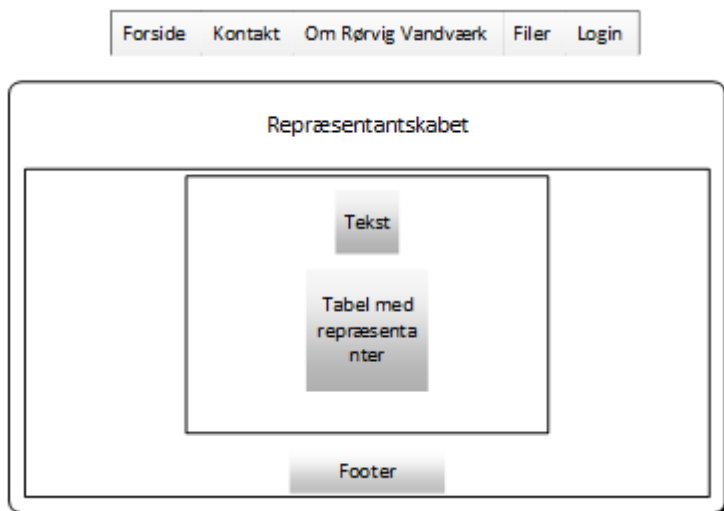 Forside Kontakt Om Rørvig Vandværk Filer Login
Repræsentantskabet
Tekst
Tabel med
repræsenta
nter
Footer